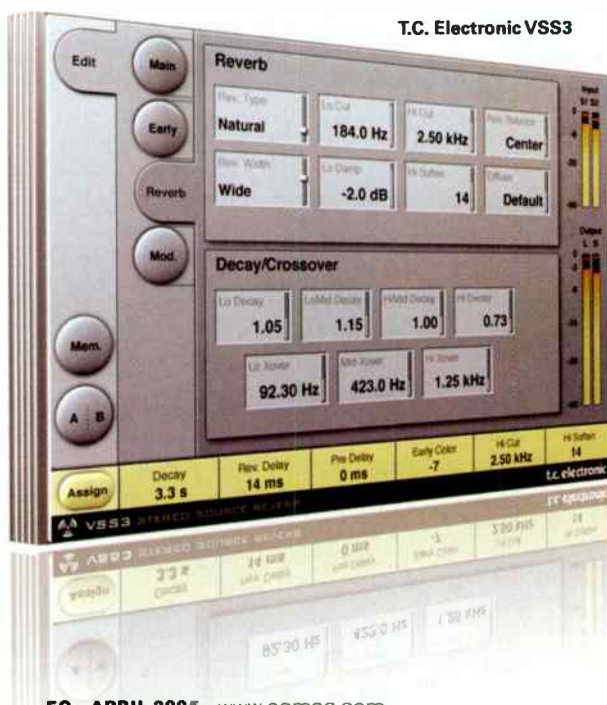 T.C. Electronic VSS3
Edit
Main
Early
Reverb
Mod.
Mem.
A B
Reverb
Rev. Type
Natural
Lo Cut
184.0 Hz
Hi Cut
2.50 kHz
Rev. Balance
Center
Rev. Width
Wide
Lo Damp
-2.0 dB
Hi Soften
14
Diffuse
Default
Decay/Crossover
Lo Decay
1.05
LoMid Decay
1.15
HiMid Decay
1.00
Hi Decay
0.73
Lo Xover
92.30 Hz
Mid Xover
423.0 Hz
Hi Xover
1.25 kHz
Input
S1 S2
Output
L R
Assign
Decay
3.3 s
Rev. Delay
14 ms
Pre Delay
0 ms
Early Color
-7
Hi Cut
2.50 kHz
Hi Soften
14
t.c. electronic
VSS3 STEREO SOURCE REVERB